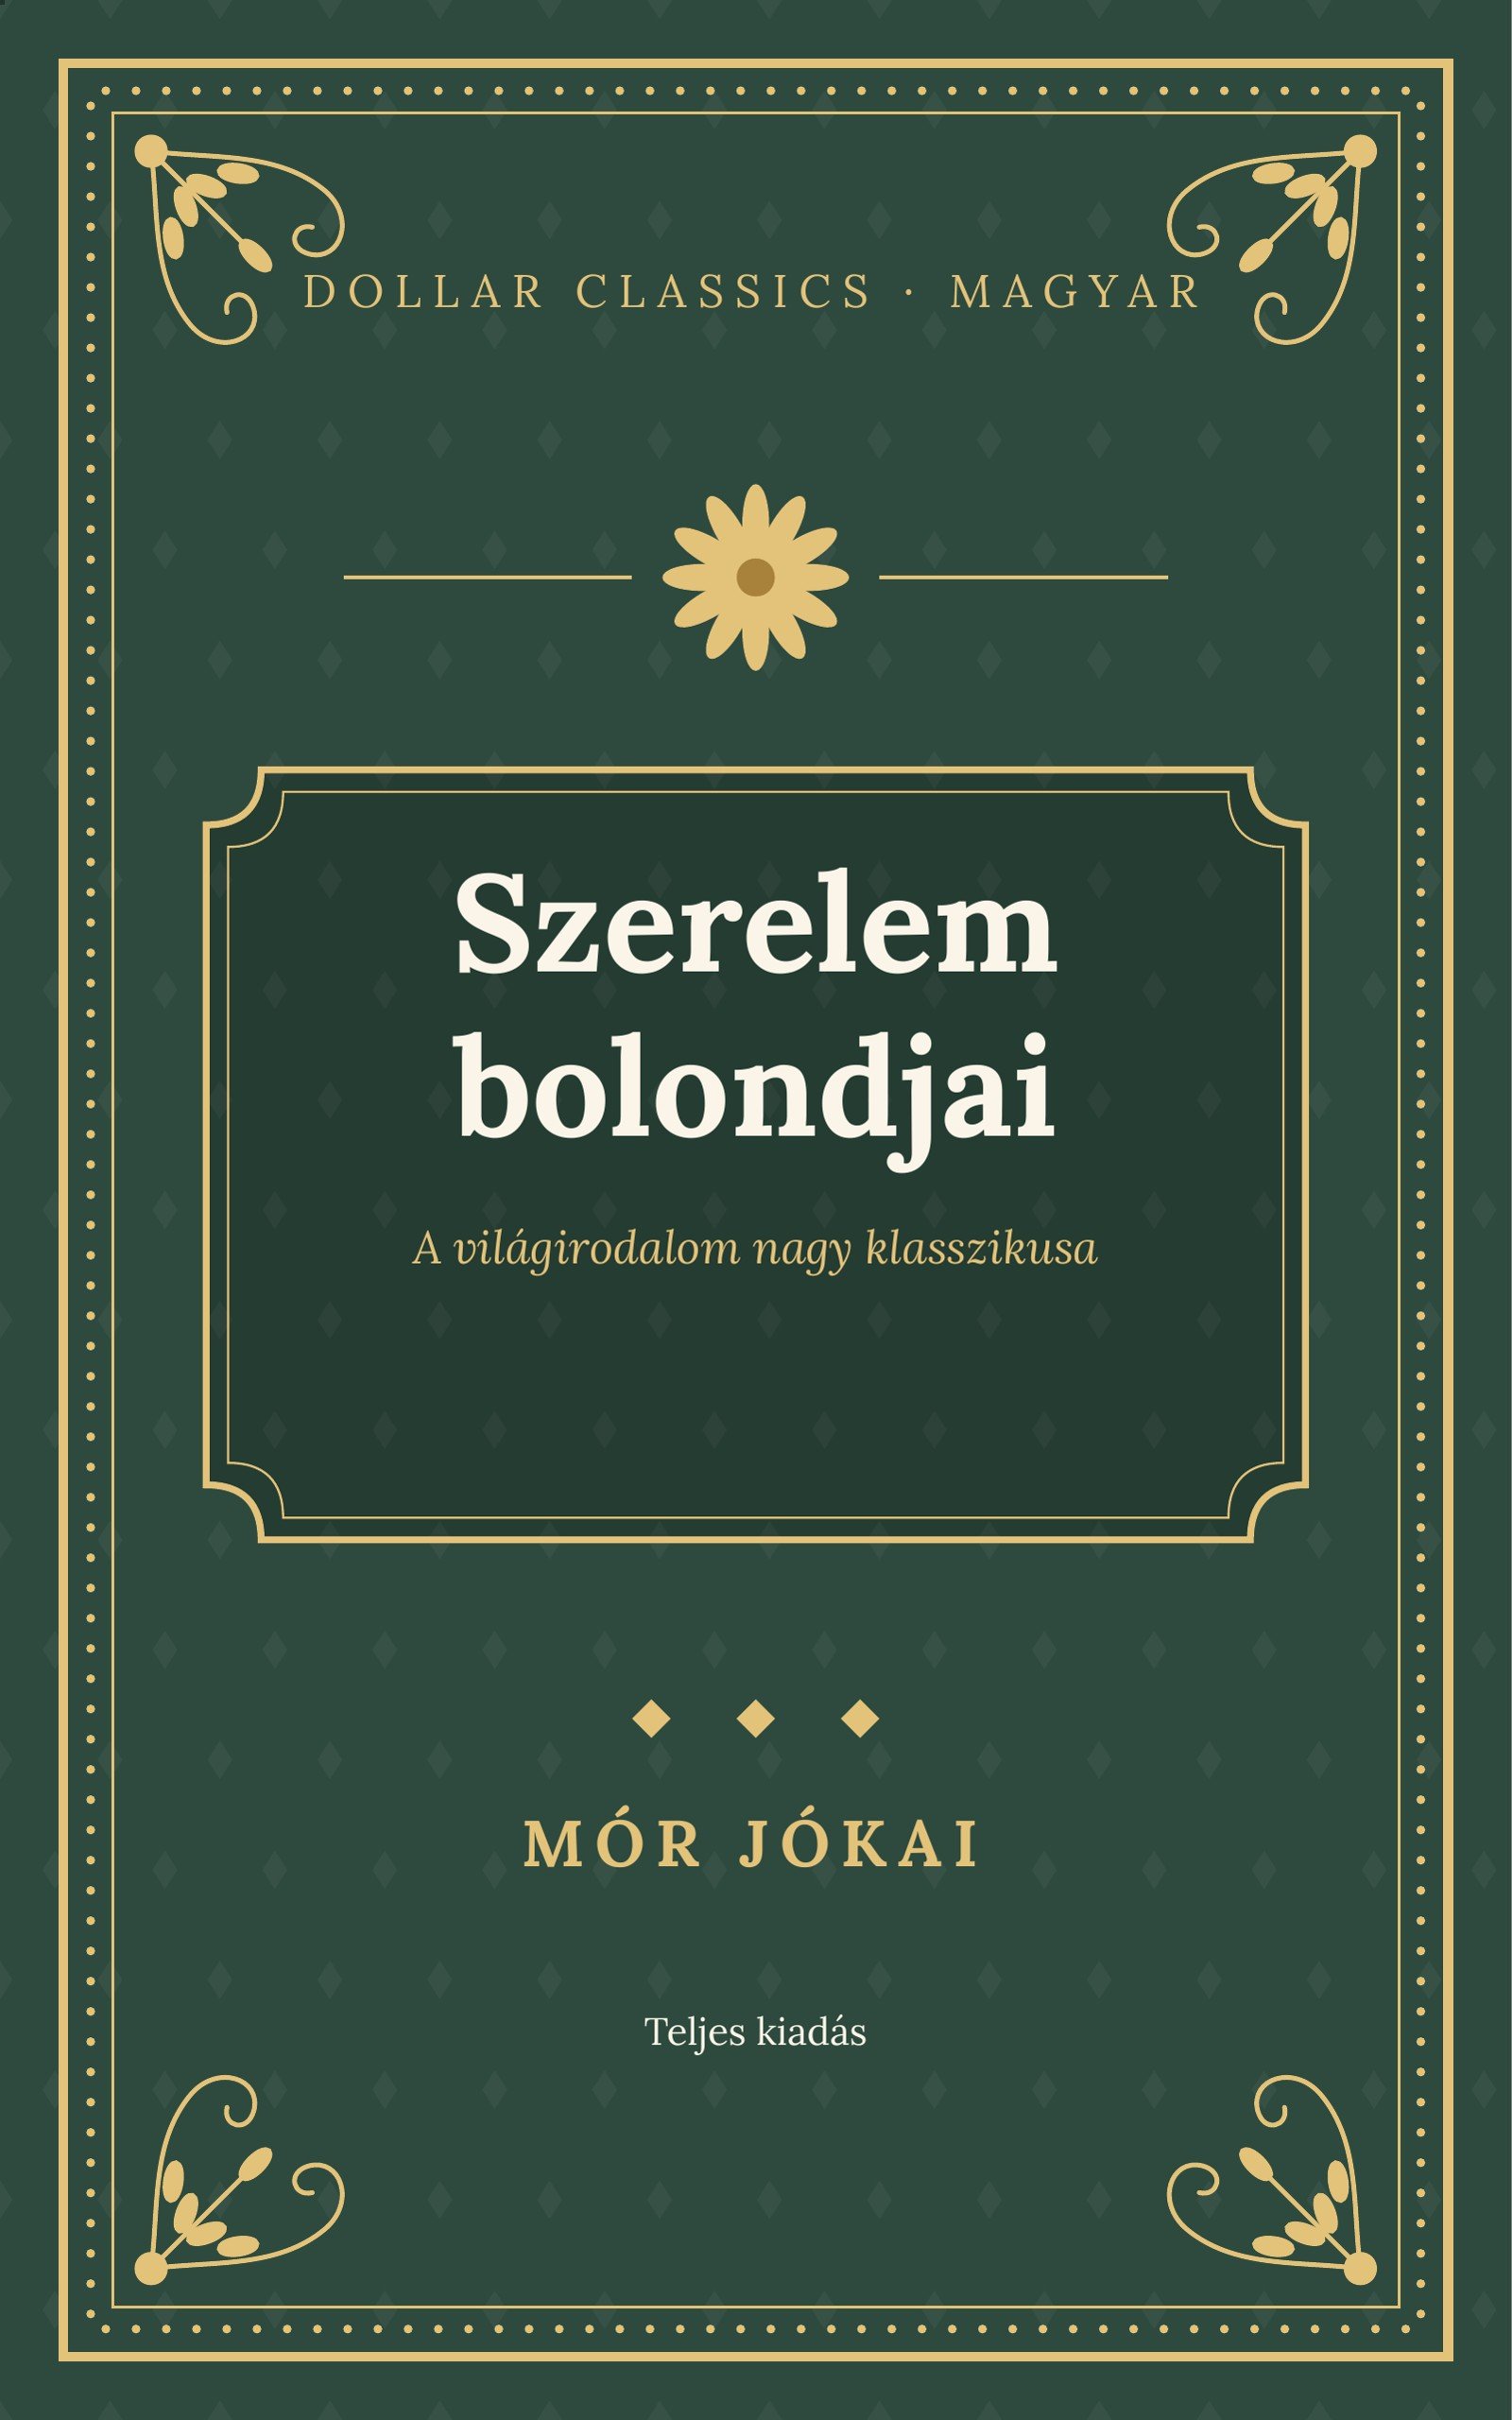 DOLLAR CLASSICS · MAGYAR
Szerelem
bolondjai
A világirodalom nagy klasszikusa
MÓR JÓKAI
Teljes kiadás